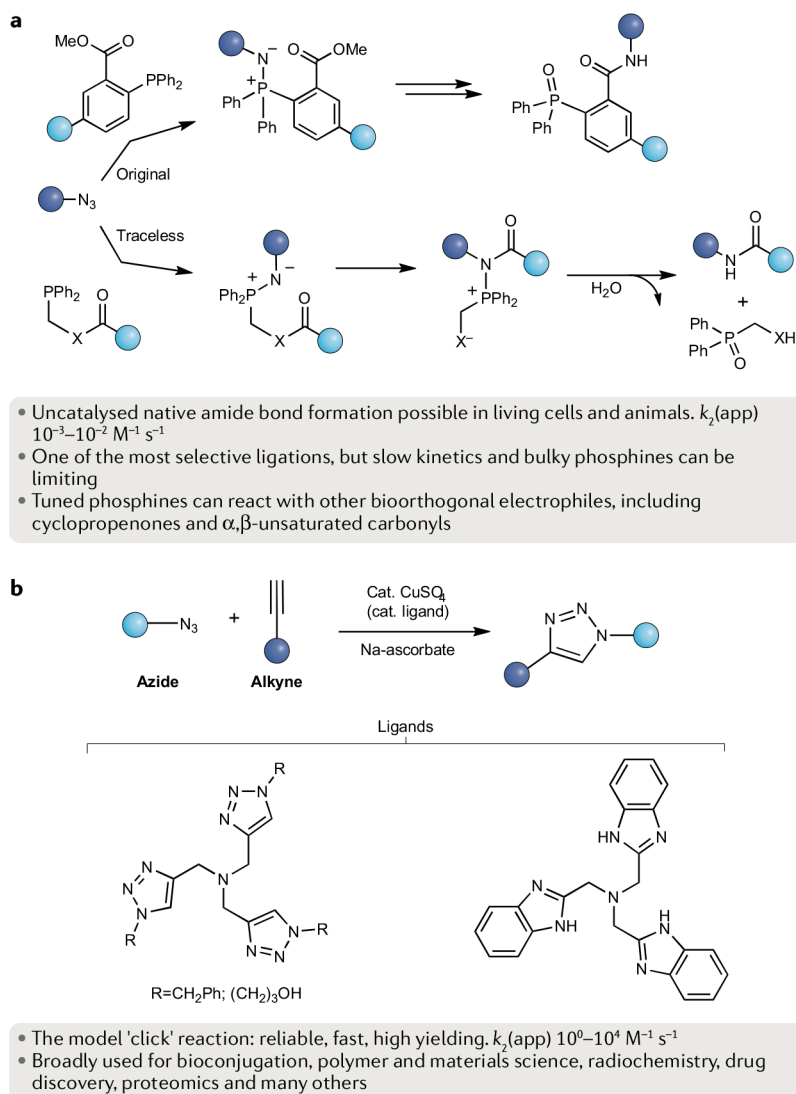 a
MeO O
PPh₂
N⁻
O OMe
Ph P⁺
Ph
O NH
O
Ph P
Ph
Original
N₃
Traceless
PPh₂
O
X
Ph₂P⁺ N⁻
O
X
O
N
⁺PPh₂
X⁻
H₂O
O
N
H
+
Ph P XH
Ph O
• Uncatalysed native amide bond formation possible in living cells and animals. k₂(app)
10⁻³–10⁻² M⁻¹ s⁻¹
• One of the most selective ligations, but slow kinetics and bulky phosphines can be
limiting
• Tuned phosphines can react with other bioorthogonal electrophiles, including
cyclopropenones and α,β-unsaturated carbonyls
b
N₃
+
Cat. CuSO₄
(cat. ligand)
Na-ascorbate
N N
N
Azide Alkyne
Ligands
R
N N
N
N
N
N
R
N
N R
N N
R=CH₂Ph; (CH₂)₃OH
HN N
N
N
NH
H
N
N
• The model 'click' reaction: reliable, fast, high yielding. k₂(app) 10⁰–10⁴ M⁻¹ s⁻¹
• Broadly used for bioconjugation, polymer and materials science, radiochemistry, drug
discovery, proteomics and many others